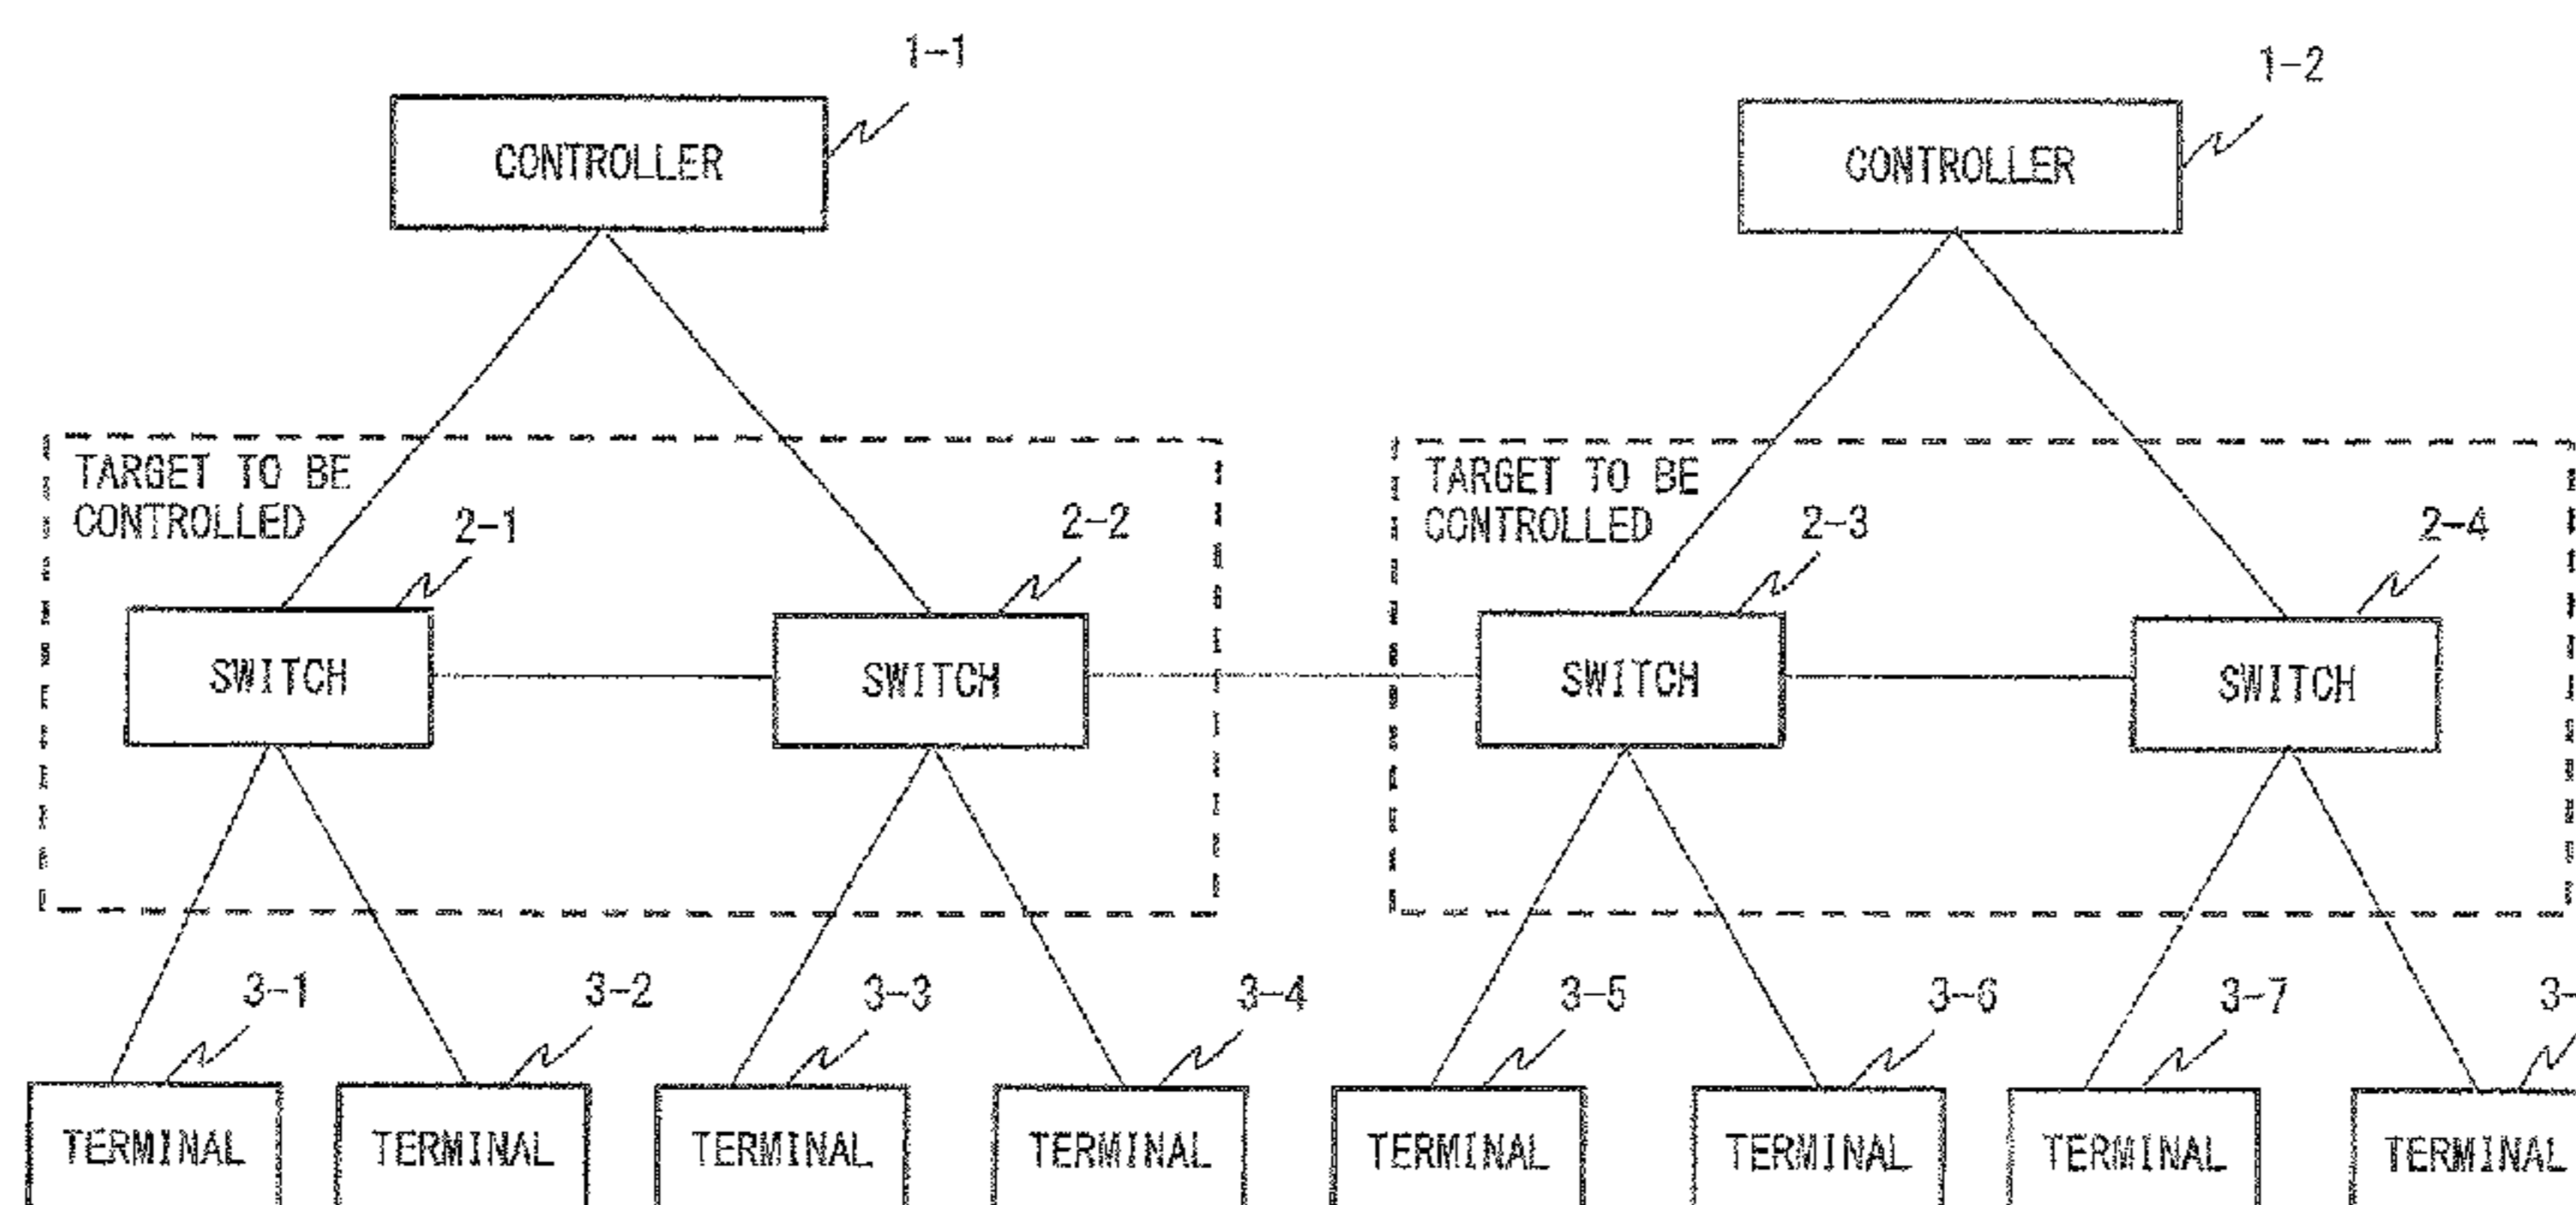 1-1
1-2
CONTROLLER
CONTROLLER
TARGET TO BE
CONTROLLED
TARGET TO BE
CONTROLLED
2-1
2-2
2-3
2-4
SWITCH
SWITCH
SWITCH
SWITCH
3-1
3-2
3-3
3-4
3-5
3-6
3-7
3-
TERMINAL
TERMINAL
TERMINAL
TERMINAL
TERMINAL
TERMINAL
TERMINAL
TERMINAL